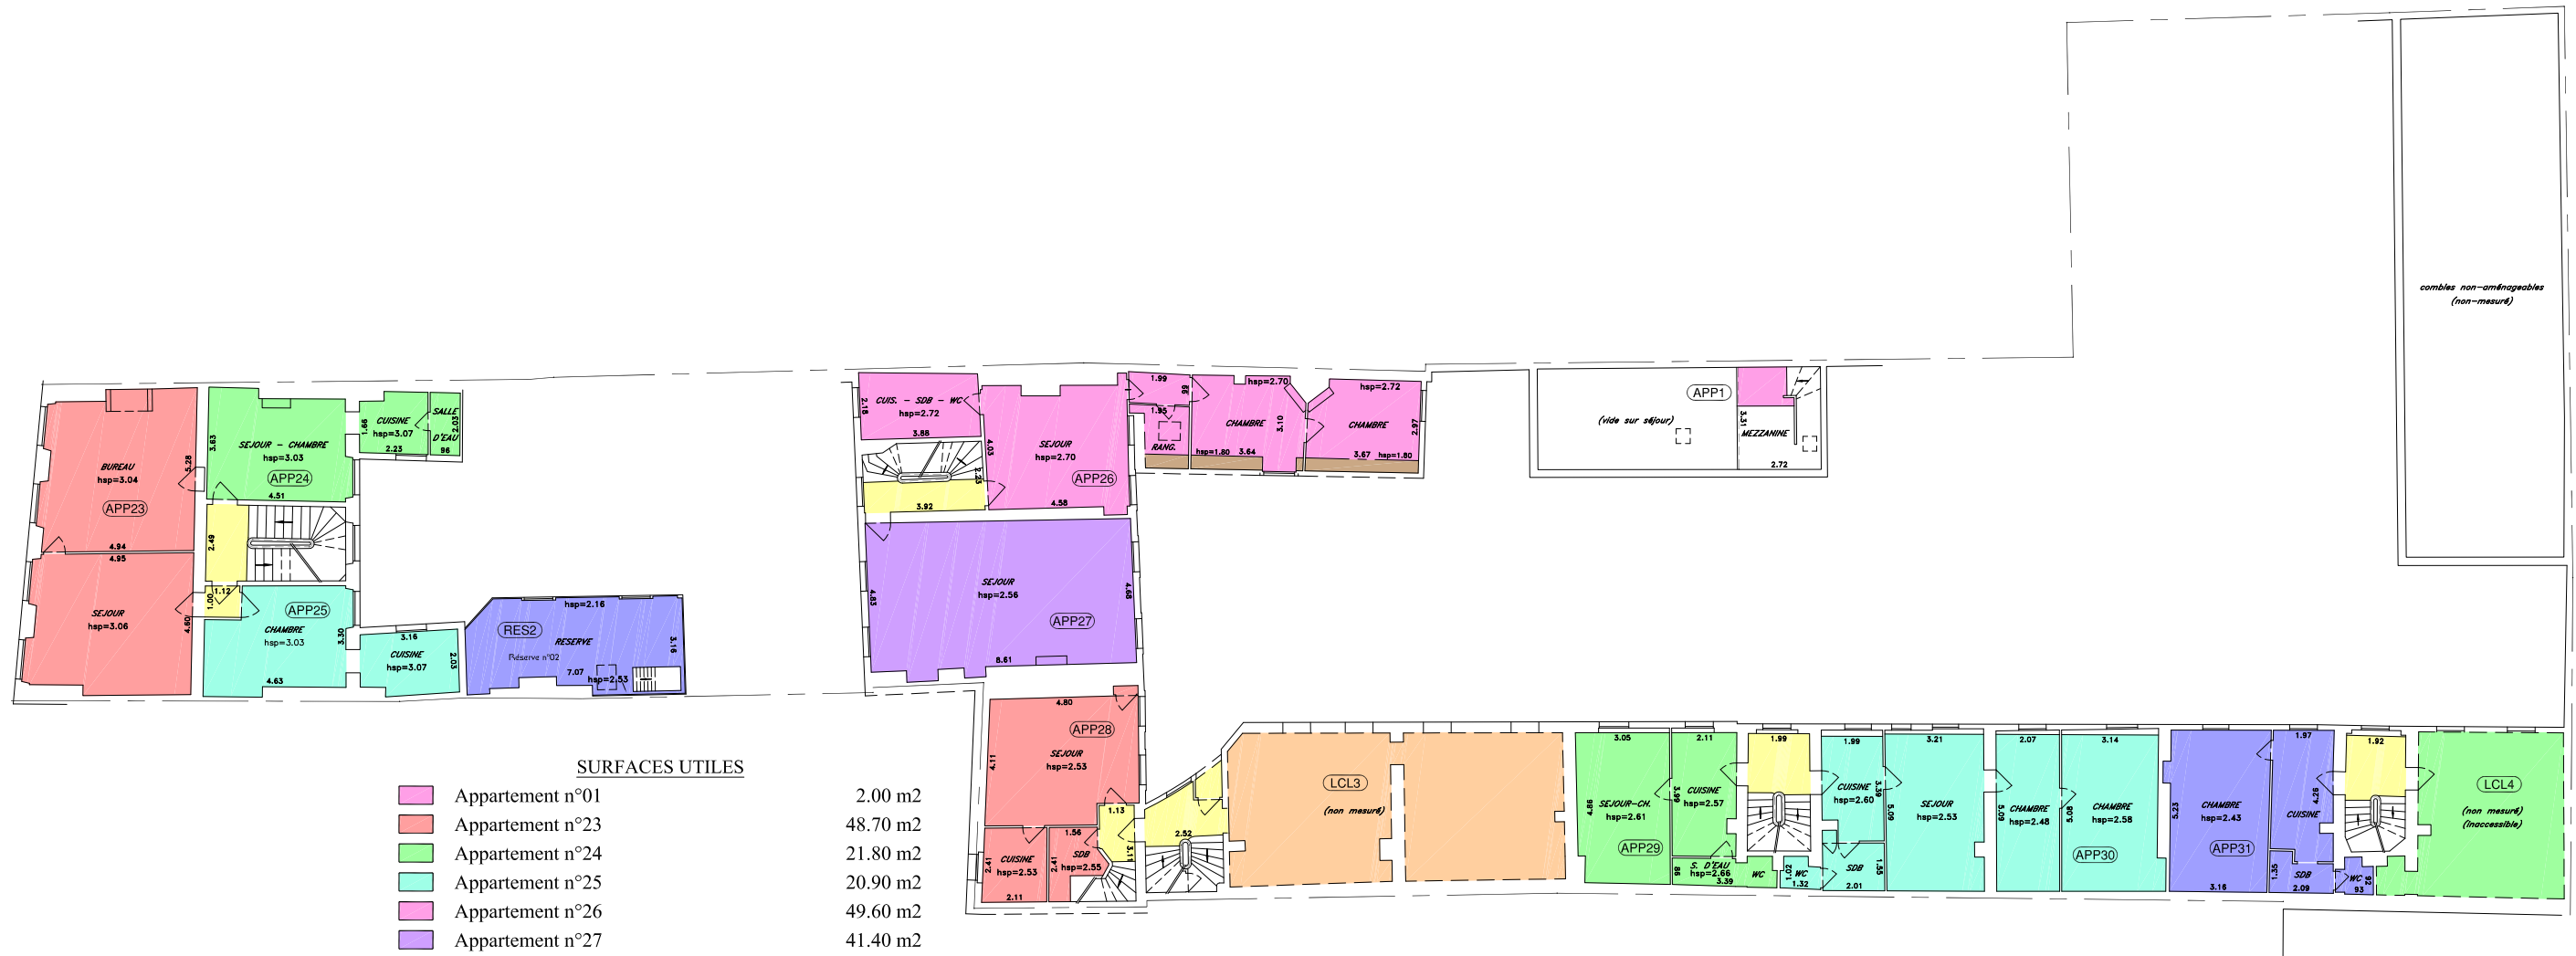 combles non-aménageables
(non-mesuré)
BUREAU
hsp=3.04
APP23
5.28
4.94
4.95
SEJOUR
hsp=3.06
4.60
3.63
SEJOUR - CHAMBRE
hsp=3.03
APP24
4.51
1.66
CUISINE
hsp=3.07
2.23
SALLE
D'EAU
2.03
96
2.49
1.12
1.00
APP25
CHAMBRE
hsp=3.03
3.30
4.63
3.16
CUISINE
hsp=3.07
2.03
hsp=2.16
RES2
RESERVE
Réserve n°02
7.07
hsp=2.53
3.16
2.18
CUIS. - SDB - WC
hsp=2.72
3.88
4.03
2.23
3.92
SEJOUR
hsp=2.70
APP26
4.58
1.99
99
1.95
RANG.
hsp=2.70
CHAMBRE
3.10
hsp=1.80
3.64
hsp=2.72
CHAMBRE
2.97
3.67
hsp=1.80
SEJOUR
hsp=2.56
APP27
4.83
4.68
8.61
APP1
(vide sur séjour)
3.31
MEZZANINE
2.72
4.80
APP28
4.11
SEJOUR
hsp=2.53
1.13
1.56
2.41
CUISINE
hsp=2.53
2.11
2.41
SDB
hsp=2.55
3.11
2.52
LCL3
(non mesuré)
3.05
4.86
SEJOUR-CH.
hsp=2.61
APP29
2.11
3.99
CUISINE
hsp=2.57
S. D'EAU
hsp=2.66
3.39
98
WC
1.99
1.02
WC
1.32
1.99
CUISINE
hsp=2.60
3.39
SDB
1.55
2.01
3.21
5.09
SEJOUR
hsp=2.53
2.07
5.09
CHAMBRE
hsp=2.48
3.14
5.08
CHAMBRE
hsp=2.58
APP30
5.23
CHAMBRE
hsp=2.43
APP31
3.16
1.97
4.26
CUISINE
1.35
SDB
2.09
WC
92
93
1.92
LCL4
(non mesuré)
(inaccessible)
SURFACES UTILES
Appartement n°01 2.00 m2
Appartement n°23 48.70 m2
Appartement n°24 21.80 m2
Appartement n°25 20.90 m2
Appartement n°26 49.60 m2
Appartement n°27 41.40 m2